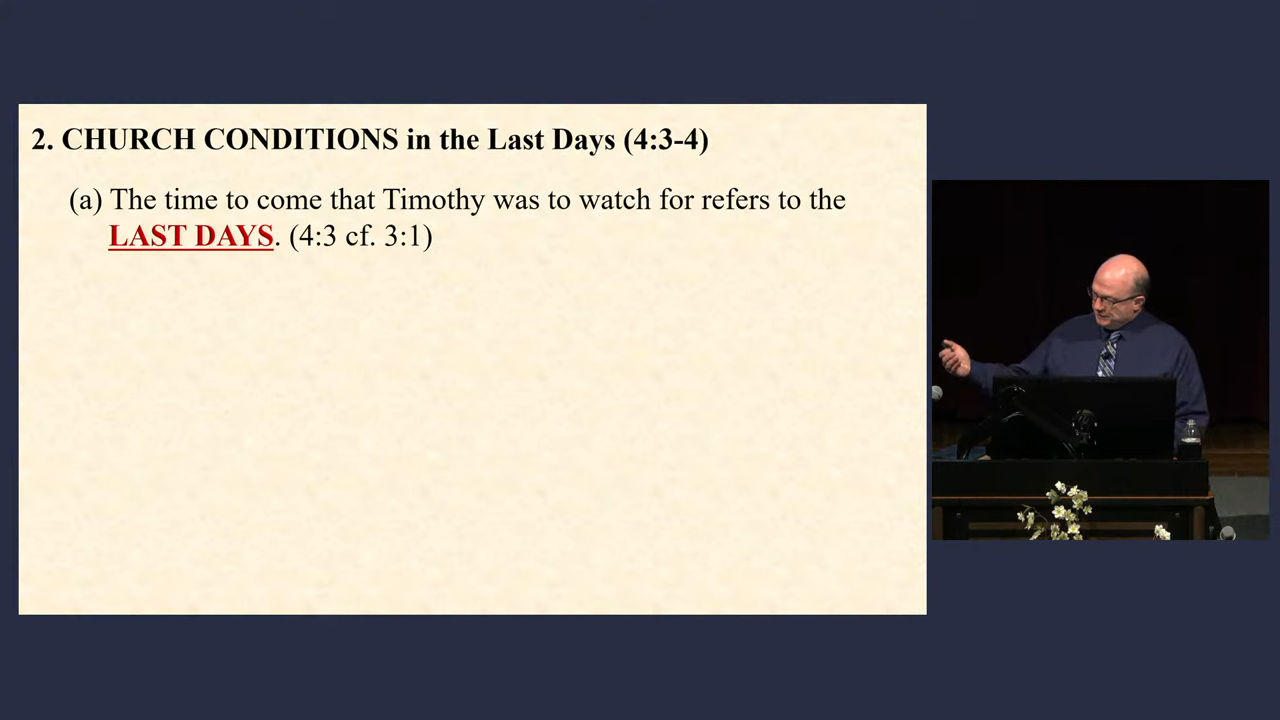 2. CHURCH CONDITIONS in the Last Days (4:3-4)
(a) The time to come that Timothy was to watch for refers to the
LAST DAYS. (4:3 cf. 3:1)